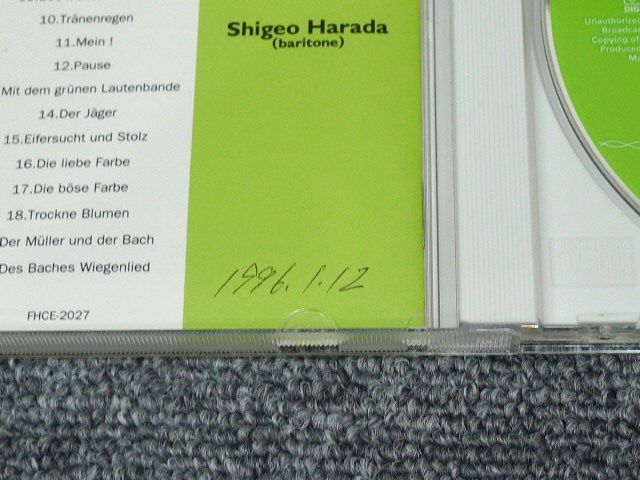 10.Tränenregen
11.Mein !
12.Pause
Mit dem grünen Lautenbande
14.Der Jäger
15.Eifersucht und Stolz
16.Die liebe Farbe
17.Die böse Farbe
18.Trockne Blumen
Der Müller und der Bach
Des Baches Wiegenlied
FHCE-2027
Shigeo Harada
(baritone)
1996.1.12
Unauthorized
Broadcas
Copying of
Produced
Ma